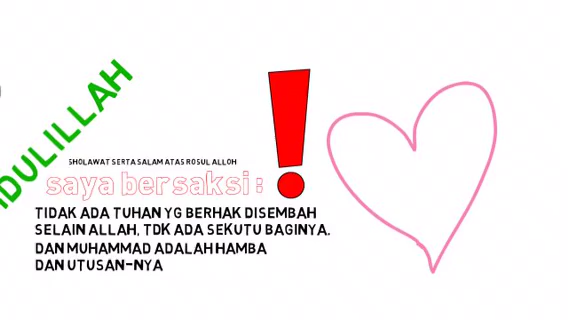 DULILLAH
SHOLAWAT SERTA SALAM ATAS ROSUL ALLOH
saya bersaksi :
!
TIDAK ADA TUHAN YG BERHAK DISEMBAH
SELAIN ALLAH, TDK ADA SEKUTU BAGINYA.
DAN MUHAMMAD ADALAH HAMBA
DAN UTUSAN-NYA